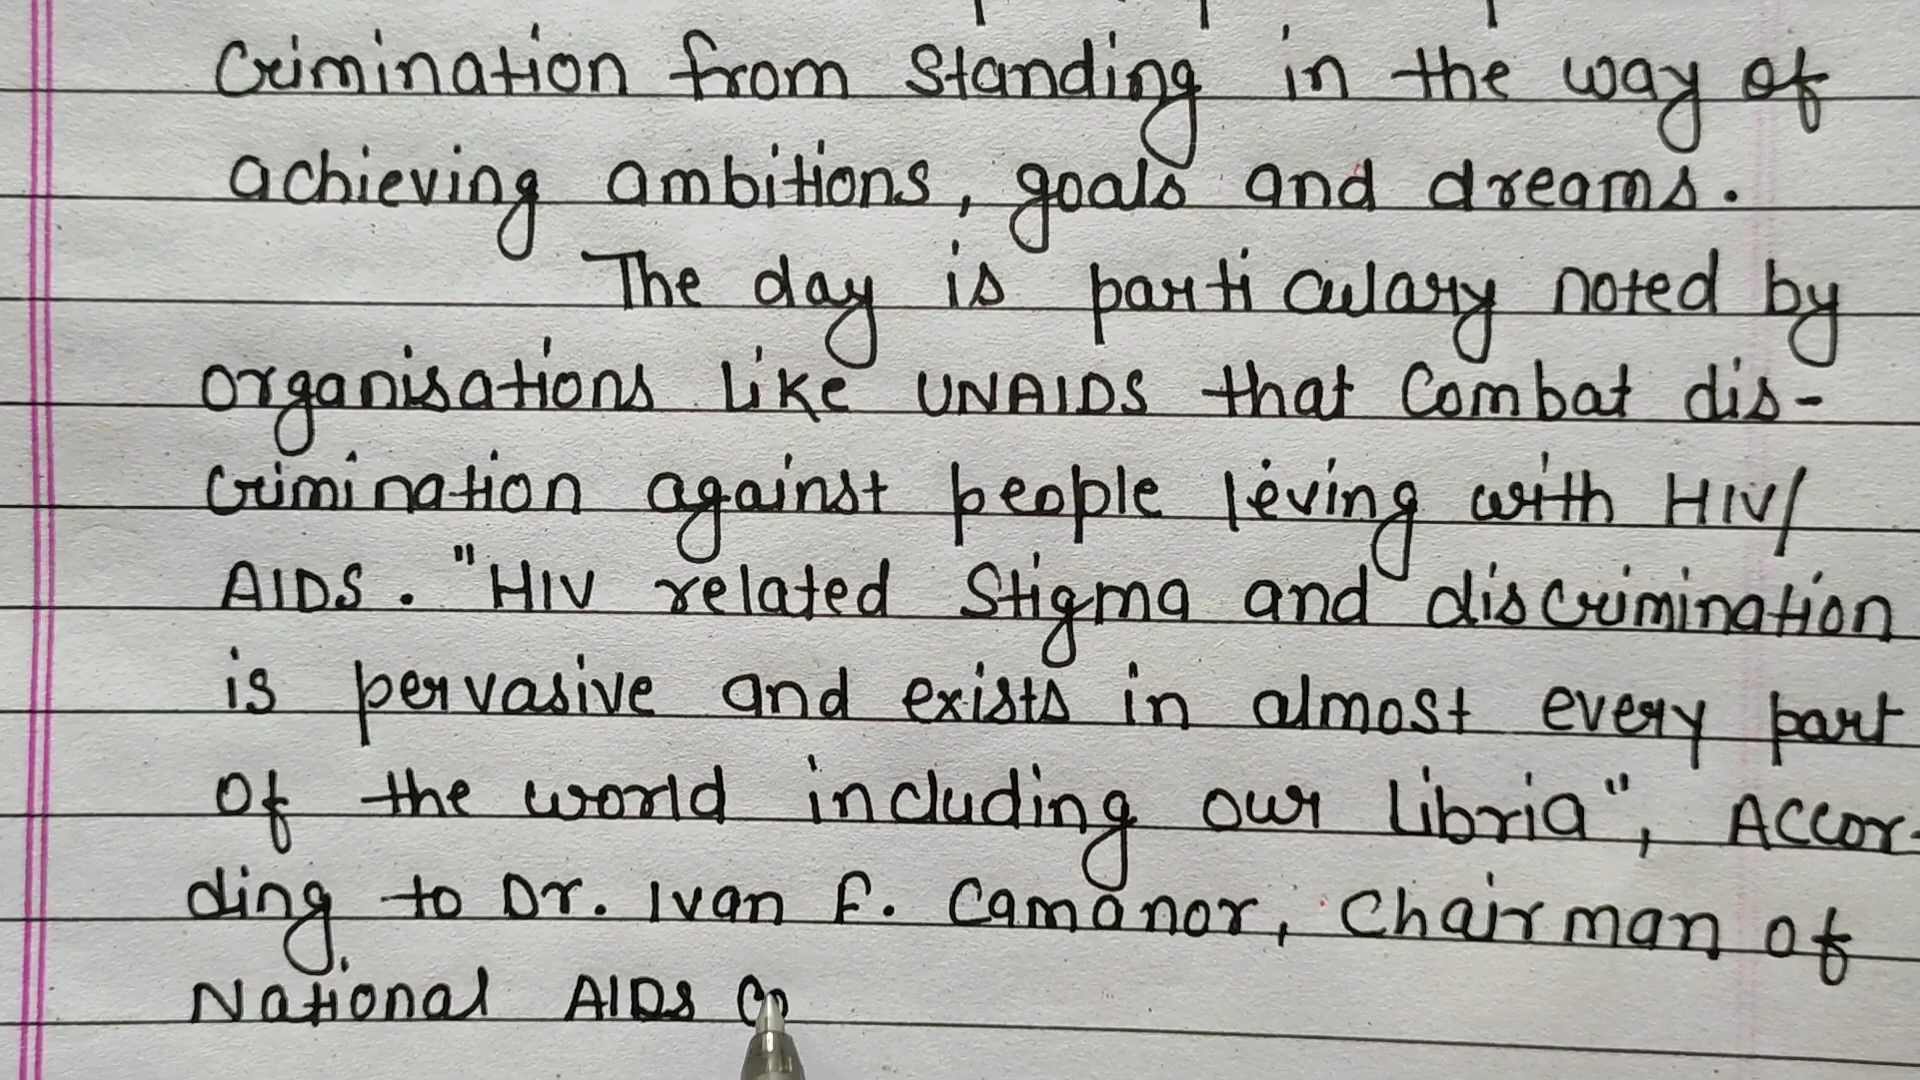 crimination from standing in the way of
achieving ambitions, goals and dreams.
The day is particulary noted by
organisations like UNAIDS that combat dis-
crimination against people leving with HIV/
AIDS. "HIV related stigma and discrimination
is pervasive and exists in almost every part
of the world including our Libria", Accor-
ding to Dr. Ivan F. Camanor, Chairman of
National AIDS Co